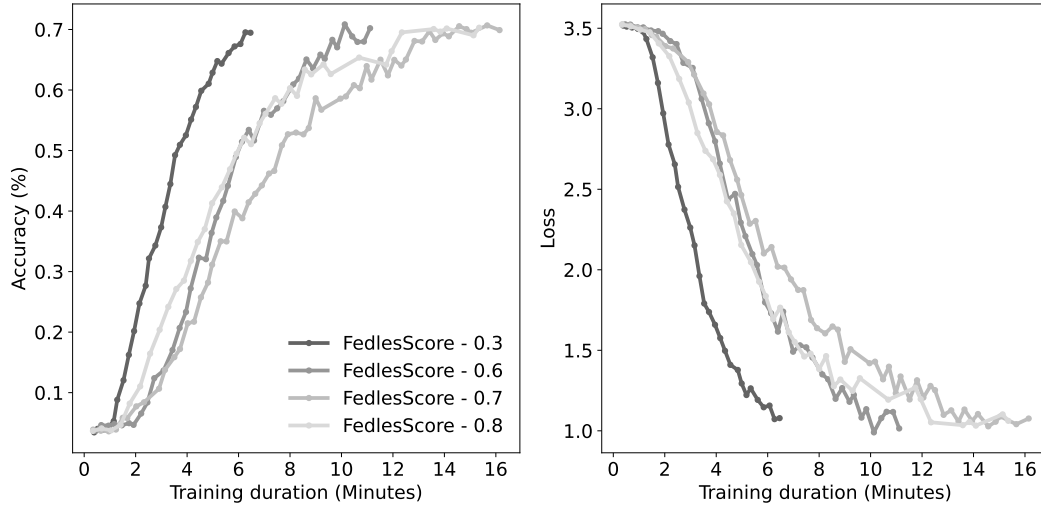 0.7
0.6
0.5
0.4
0.3
0.2
0.1
Accuracy (%)
FedlesScore - 0.3
FedlesScore - 0.6
FedlesScore - 0.7
FedlesScore - 0.8
0 2 4 6 8 10 12 14 16
Training duration (Minutes)
3.5
3.0
2.5
2.0
1.5
1.0
Loss
0 2 4 6 8 10 12 14 16
Training duration (Minutes)